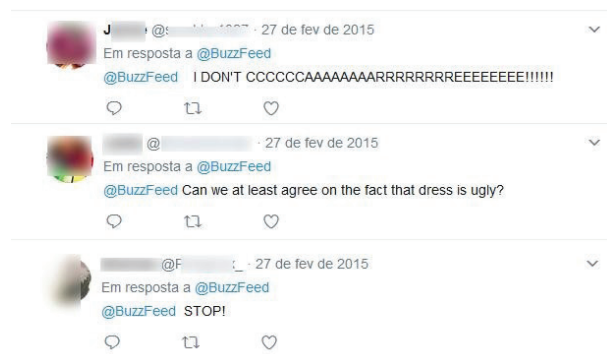 J · 27 de fev de 2015
Em resposta a @BuzzFeed
@BuzzFeed I DON'T CCCCCCAAAAAAAARRRRRRRREEEEEEEE!!!!!!
@ · 27 de fev de 2015
Em resposta a @BuzzFeed
@BuzzFeed Can we at least agree on the fact that dress is ugly?
· 27 de fev de 2015
Em resposta a @BuzzFeed
@BuzzFeed STOP!